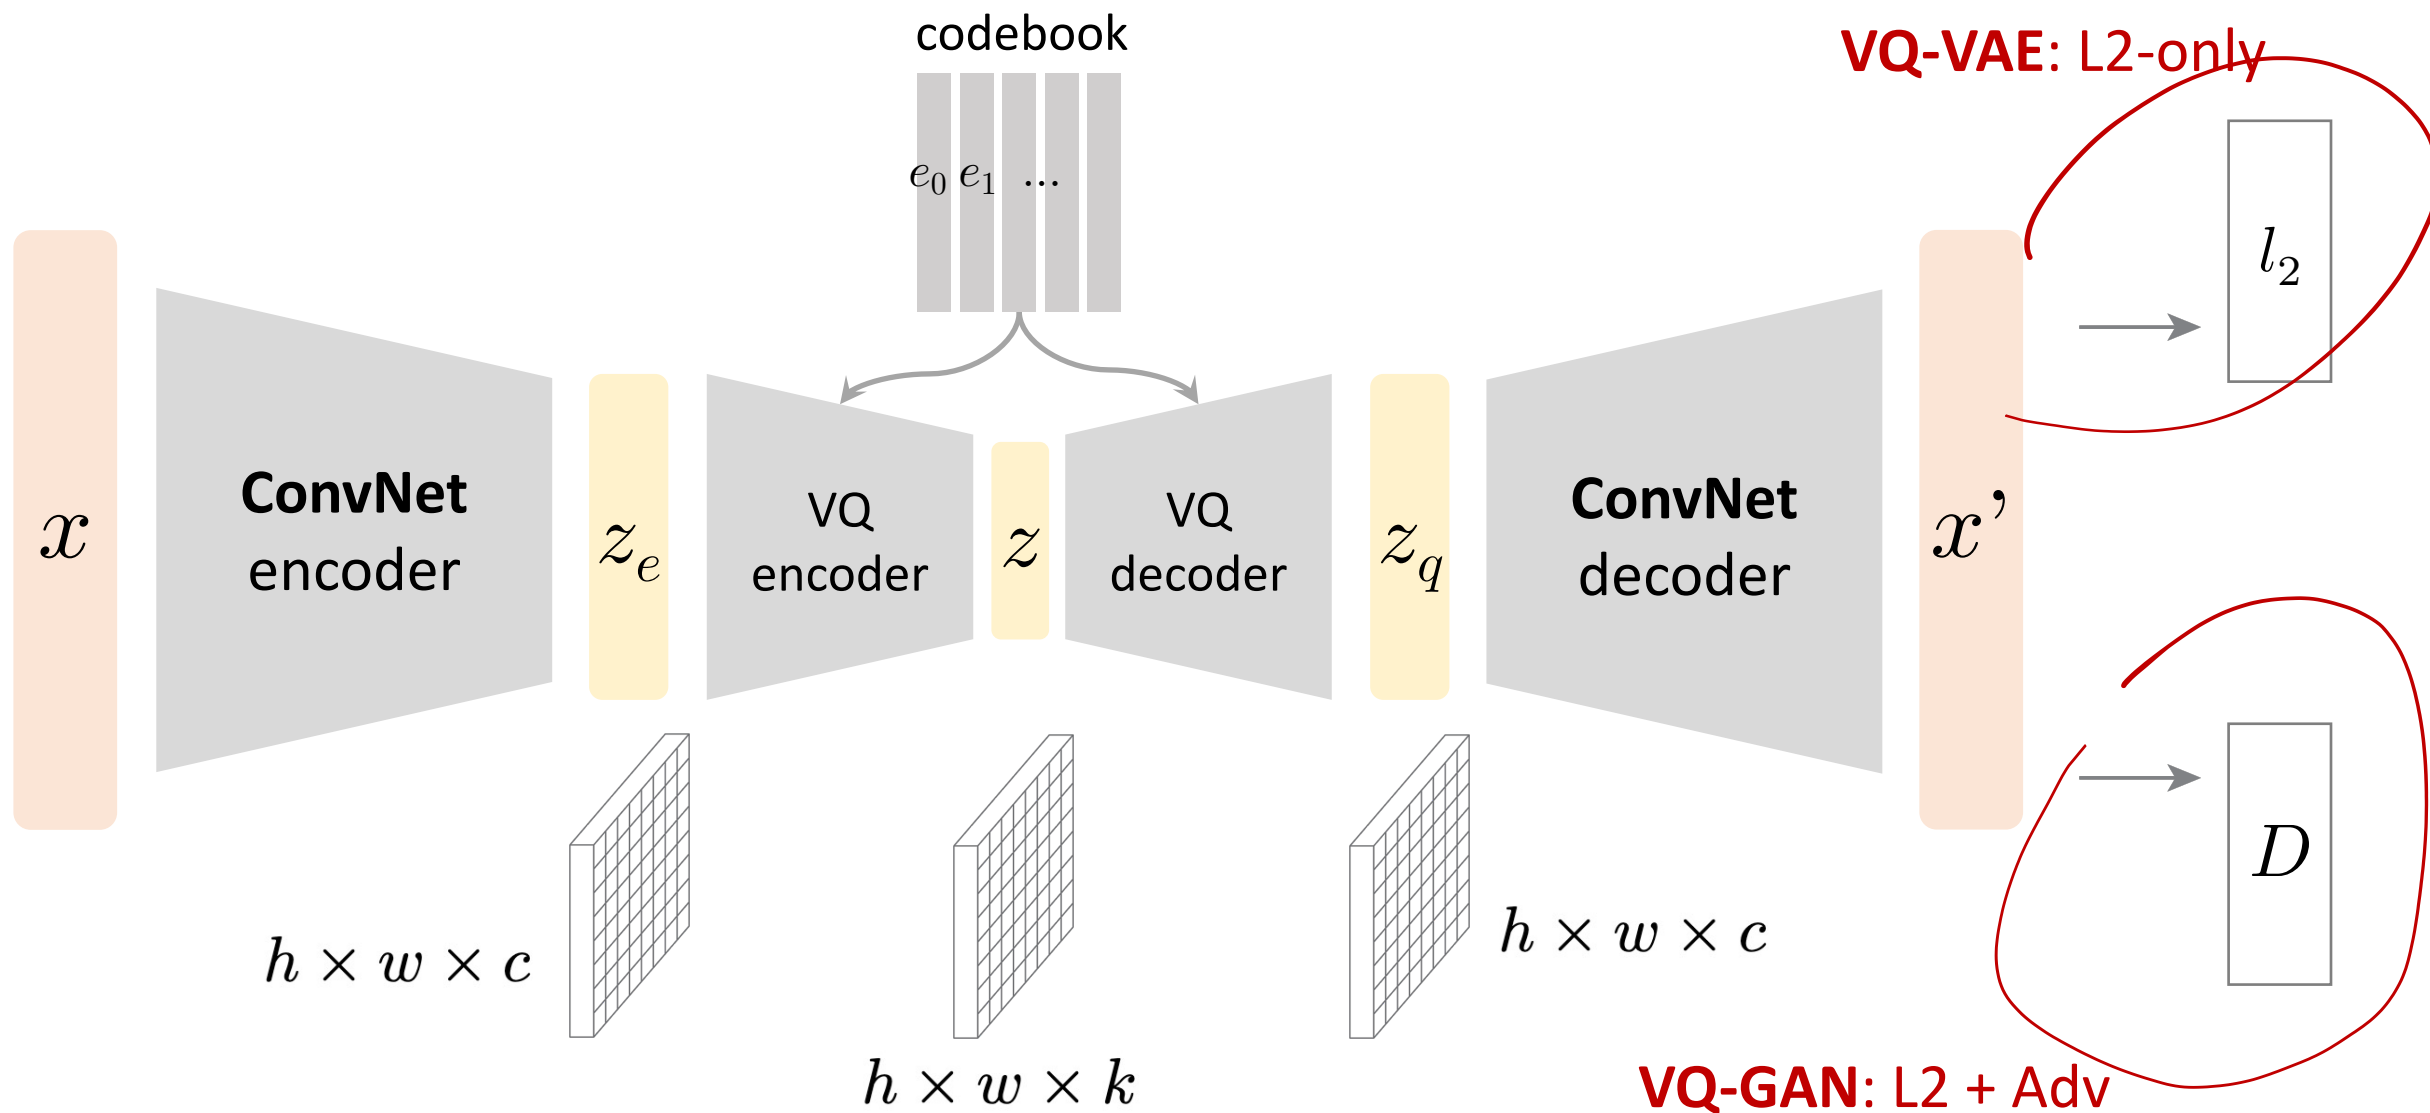 codebook
VQ-VAE: L2-only
e₀ e₁ ...
l₂
x
ConvNet
encoder
zₑ
VQ
encoder
z
VQ
decoder
z_q
ConvNet
decoder
x'
D
h × w × c
h × w × k
h × w × c
VQ-GAN: L2 + Adv